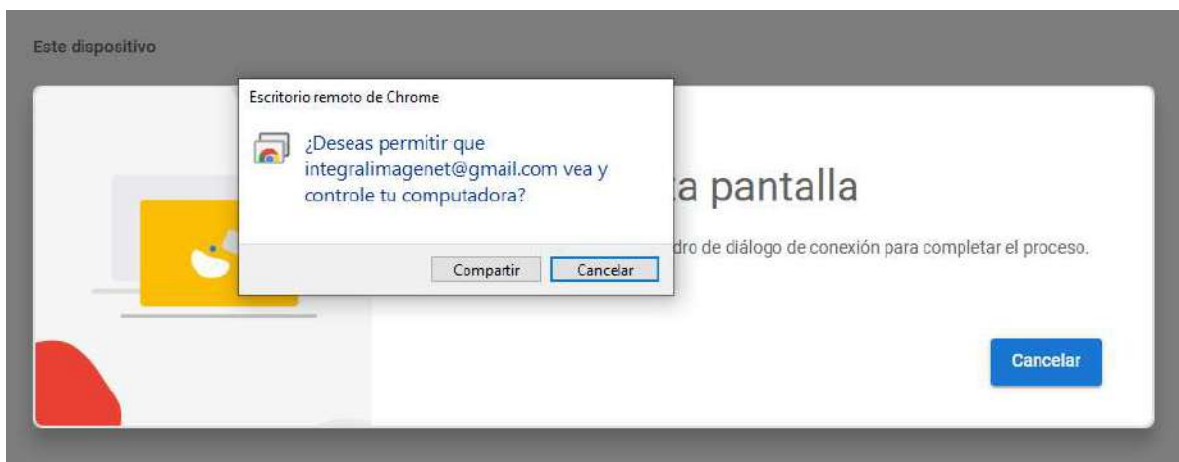 Este dispositivo
Escritorio remoto de Chrome
¿Deseas permitir que
integralimagenet@gmail.com vea y
controle tu computadora?
Compartir
Cancelar
a pantalla
dro de diálogo de conexión para completar el proceso.
Cancelar